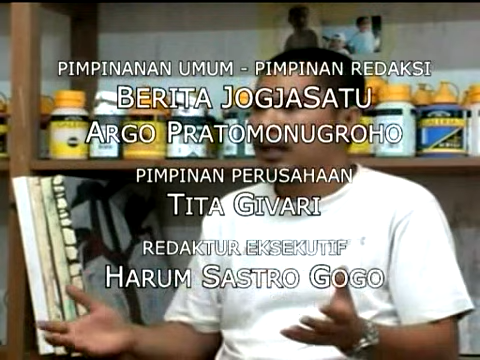 PIMPINANAN UMUM - PIMPINAN REDAKSI
BERITA JOGJASATU
ARGO PRATOMONUGROHO
PIMPINAN PERUSAHAAN
TITA GIVARI
REDAKTUR EKSEKUTIF
HARUM SASTRO GOGO